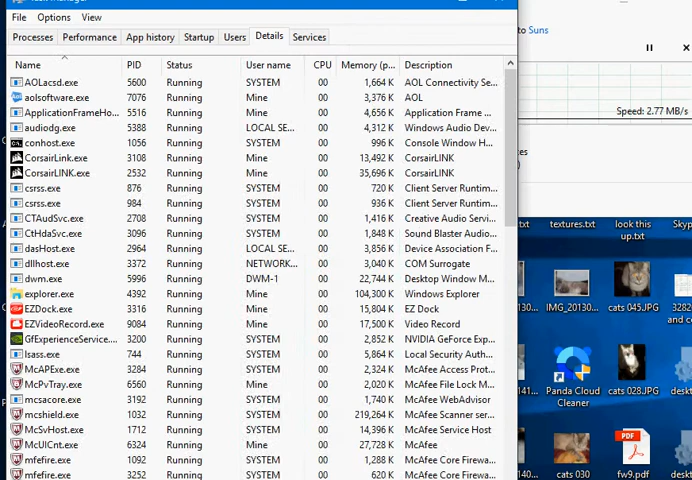 File Options View
Processes Performance App history Startup Users Details Services
Name PID Status User name CPU Memory (p... Description
AOLacsd.exe 5600 Running SYSTEM 00 1,664 K AOL Connectivity Se...
aolsoftware.exe 7076 Running Mine 00 3,376 K AOL
ApplicationFrameHo... 5516 Running Mine 00 4,656 K Application Frame ...
audiodg.exe 5388 Running LOCAL SE... 00 4,312 K Windows Audio Dev...
conhost.exe 1056 Running SYSTEM 00 996 K Console Window H...
CorsairLink.exe 3108 Running Mine 00 13,492 K CorsairLINK
CorsairLINK.exe 2532 Running Mine 00 35,696 K CorsairLINK
csrss.exe 876 Running SYSTEM 00 720 K Client Server Runtim...
csrss.exe 984 Running SYSTEM 00 936 K Client Server Runtim...
CTAudSvc.exe 2708 Running SYSTEM 00 1,416 K Creative Audio Servi...
CtHdaSvc.exe 3096 Running SYSTEM 00 1,848 K Sound Blaster Audio...
dasHost.exe 2964 Running LOCAL SE... 00 3,856 K Device Association F...
dllhost.exe 3372 Running NETWORK... 00 3,040 K COM Surrogate
dwm.exe 5996 Running DWM-1 00 22,744 K Desktop Window M...
explorer.exe 4392 Running Mine 00 104,300 K Windows Explorer
EZDock.exe 3316 Running Mine 00 15,804 K EZ Dock
EZVideoRecord.exe 9084 Running Mine 00 17,500 K Video Record
GfExperienceService.... 3200 Running SYSTEM 00 2,852 K NVIDIA GeForce Exp...
lsass.exe 744 Running SYSTEM 00 5,864 K Local Security Auth...
McAPExe.exe 3284 Running SYSTEM 00 2,324 K McAfee Access Prot...
McPvTray.exe 6560 Running Mine 00 2,020 K McAfee File Lock M...
mcsacore.exe 3192 Running SYSTEM 00 1,740 K McAfee WebAdvisor
mcshield.exe 1032 Running SYSTEM 00 219,264 K McAfee Scanner ser...
McSvHost.exe 1712 Running SYSTEM 00 14,396 K McAfee Service Host
McUICnt.exe 6324 Running Mine 00 27,728 K McAfee
mfefire.exe 1092 Running SYSTEM 00 1,288 K McAfee Core Firewa...
mfefire.exe 3252 Running SYSTEM 00 620 K McAfee Core Firewa...
to Suns
Speed: 2.77 MB/s
.txt textures.txt look this Skyp
up.txt
IMG_20130... cats 045.JPG 3282
and co
Panda Cloud cats 028.JPG deskt
Cleaner
PDF
cats 030 fw9.pdf deskt